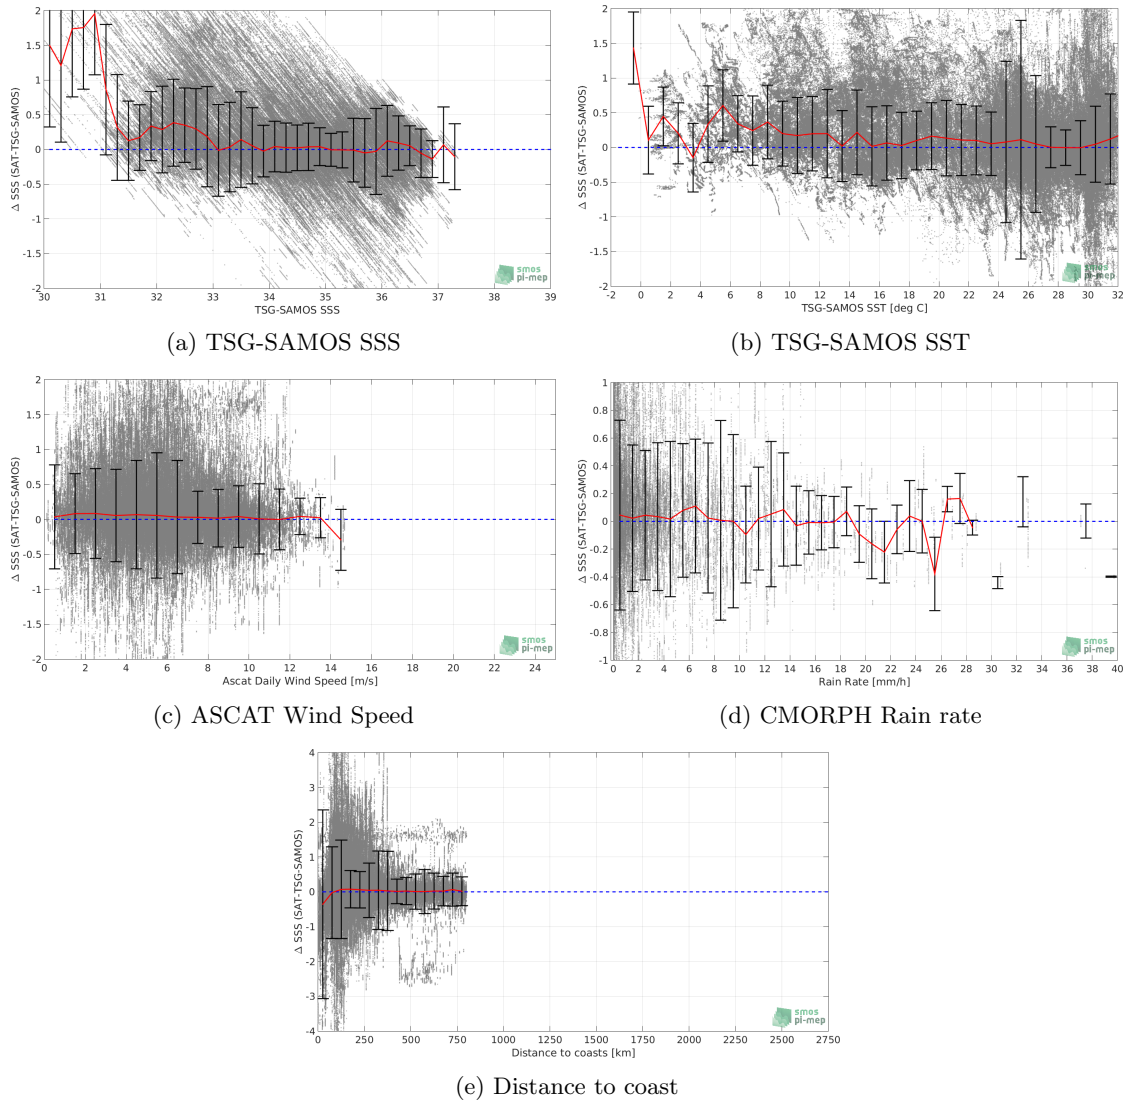 2
1.5
1
0.5
0
-0.5
-1
-1.5
-2
Δ SSS (SAT-TSG-SAMOS)
30 31 32 33 34 35 36 37 38 39
TSG-SAMOS SSS
smos
pi-mep
(a) TSG-SAMOS SSS
2
1.5
1
0.5
0
-0.5
-1
-1.5
-2
Δ SSS (SAT-TSG-SAMOS)
-2 0 2 4 6 8 10 12 14 16 18 20 22 24 26 28 30 32
TSG-SAMOS SST [deg C]
smos
pi-mep
(b) TSG-SAMOS SST
2
1.5
1
0.5
0
-0.5
-1
-1.5
-2
Δ SSS (SAT-TSG-SAMOS)
0 2 4 6 8 10 12 14 16 18 20 22 24
Ascat Daily Wind Speed [m/s]
smos
pi-mep
(c) ASCAT Wind Speed
1
0.8
0.6
0.4
0.2
0
-0.2
-0.4
-0.6
-0.8
-1
Δ SSS (SAT-TSG-SAMOS)
0 2 4 6 8 10 12 14 16 18 20 22 24 26 28 30 32 34 36 38 40
Rain Rate [mm/h]
smos
pi-mep
(d) CMORPH Rain rate
4
3
2
1
0
-1
-2
-3
-4
Δ SSS (SAT-TSG-SAMOS)
0 250 500 750 1000 1250 1500 1750 2000 2250 2500 2750
Distance to coasts [km]
smos
pi-mep
(e) Distance to coast